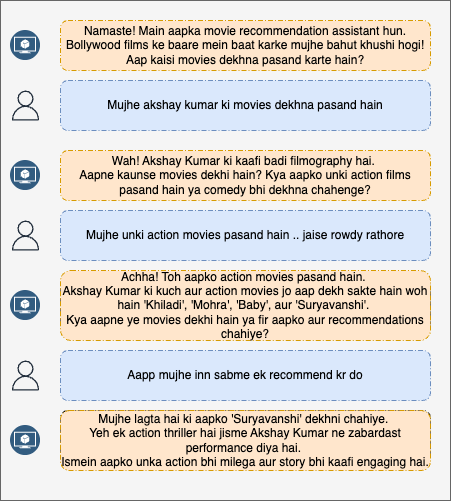 Namaste! Main aapka movie recommendation assistant hun.
Bollywood films ke baare mein baat karke mujhe bahut khushi hogi!
Aap kaisi movies dekhna pasand karte hain?
Mujhe akshay kumar ki movies dekhna pasand hain
Wah! Akshay Kumar ki kaafi badi filmography hai.
Aapne kaunse movies dekhi hain? Kya aapko unki action films
pasand hain ya comedy bhi dekhna chahenge?
Mujhe unki action movies pasand hain .. jaise rowdy rathore
Achha! Toh aapko action movies pasand hain.
Akshay Kumar ki kuch aur action movies jo aap dekh sakte hain woh
hain 'Khiladi', 'Mohra', 'Baby', aur 'Suryavanshi'.
Kya aapne ye movies dekhi hain ya fir aapko aur recommendations
chahiye?
Aapp mujhe inn sabme ek recommend kr do
Mujhe lagta hai ki aapko 'Suryavanshi' dekhni chahiye.
Yeh ek action thriller hai jisme Akshay Kumar ne zabardast
performance diya hai.
Ismein aapko unka action bhi milega aur story bhi kaafi engaging hai.